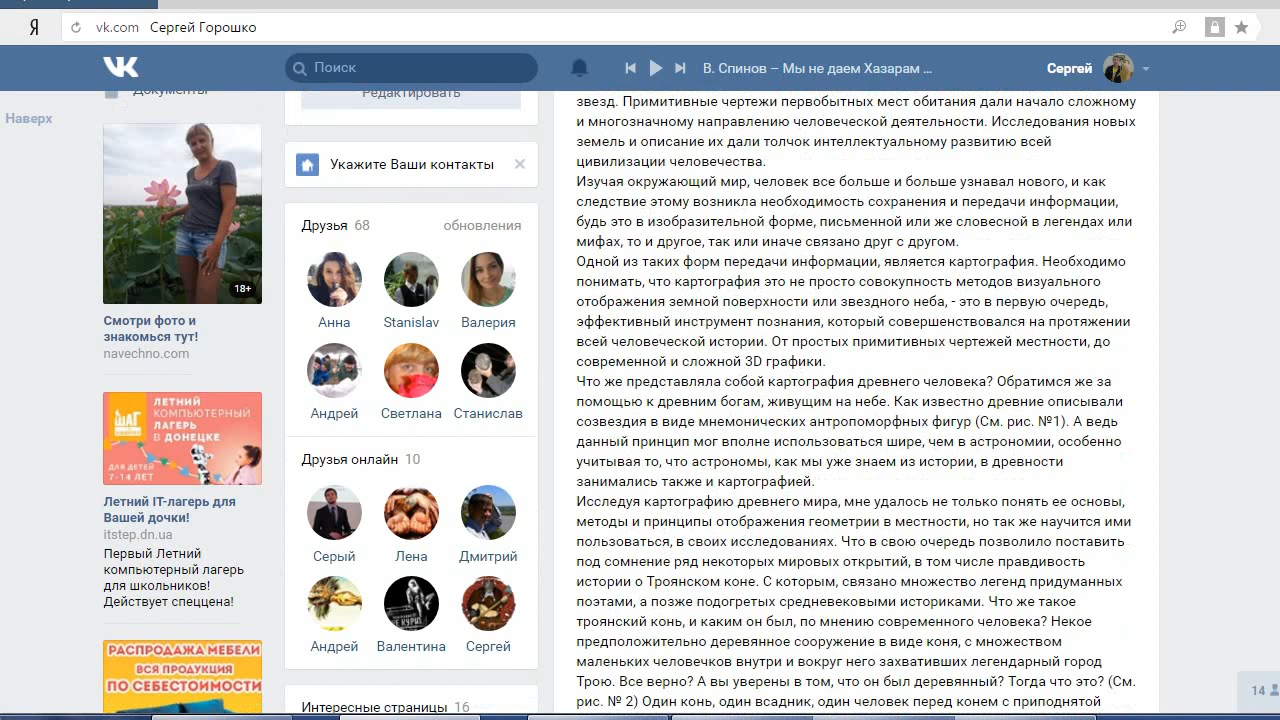 Я
vk.com Сергей Горошко
Поиск
В. Спинов – Мы не даем Хазарам ...
Сергей
Наверх
Документы
18+
Смотри фото и
знакомься тут!
navechno.com
ШАГ
ЛЕТНИЙ
КОМПЬЮТЕРНЫЙ
ЛАГЕРЬ
В ДОНЕЦКЕ
ДЛЯ ДЕТЕЙ
7-14 ЛЕТ
Летний IT-лагерь для
Вашей дочки!
itstep.dn.ua
Первый Летний
компьютерный лагерь
для школьников!
Действует спеццена!
РАСПРОДАЖА МЕБЕЛИ
ВСЯ ПРОДУКЦИЯ
ПО СЕБЕСТОИМОСТИ
Редактировать
Укажите Ваши контакты
Друзья 68 обновления
Анна Stanislav Валерия
Андрей Светлана Станислав
Друзья онлайн 10
Серый Лена Дмитрий
Андрей Валентина Сергей
Интересные страницы 16
звезд. Примитивные чертежи первобытных мест обитания дали начало сложному
и многозначному направлению человеческой деятельности. Исследования новых
земель и описание их дали толчок интеллектуальному развитию всей
цивилизации человечества.
Изучая окружающий мир, человек все больше и больше узнавал нового, и как
следствие этому возникла необходимость сохранения и передачи информации,
будь это в изобразительной форме, письменной или же словесной в легендах или
мифах, то и другое, так или иначе связано друг с другом.
Одной из таких форм передачи информации, является картография. Необходимо
понимать, что картография это не просто совокупность методов визуального
отображения земной поверхности или звездного неба, - это в первую очередь,
эффективный инструмент познания, который совершенствовался на протяжении
всей человеческой истории. От простых примитивных чертежей местности, до
современной и сложной 3D графики.
Что же представляла собой картография древнего человека? Обратимся же за
помощью к древним богам, живущим на небе. Как известно древние описывали
созвездия в виде мнемонических антропоморфных фигур (См. рис. №1). А ведь
данный принцип мог вполне использоваться шире, чем в астрономии, особенно
учитывая то, что астрономы, как мы уже знаем из истории, в древности
занимались также и картографией.
Исследуя картографию древнего мира, мне удалось не только понять ее основы,
методы и принципы отображения геометрии в местности, но так же научится ими
пользоваться, в своих исследованиях. Что в свою очередь позволило поставить
под сомнение ряд некоторых мировых открытий, в том числе правдивость
истории о Троянском коне. С которым, связано множество легенд придуманных
поэтами, а позже подогретых средневековыми историками. Что же такое
троянский конь, и каким он был, по мнению современного человека? Некое
предположительно деревянное сооружение в виде коня, с множеством
маленьких человечков внутри и вокруг него захвативших легендарный город
Трою. Все верно? А вы уверены в том, что он был деревянный? Тогда что это? (См.
рис. № 2) Один конь, один всадник, один человек перед конем с приподнятой
14